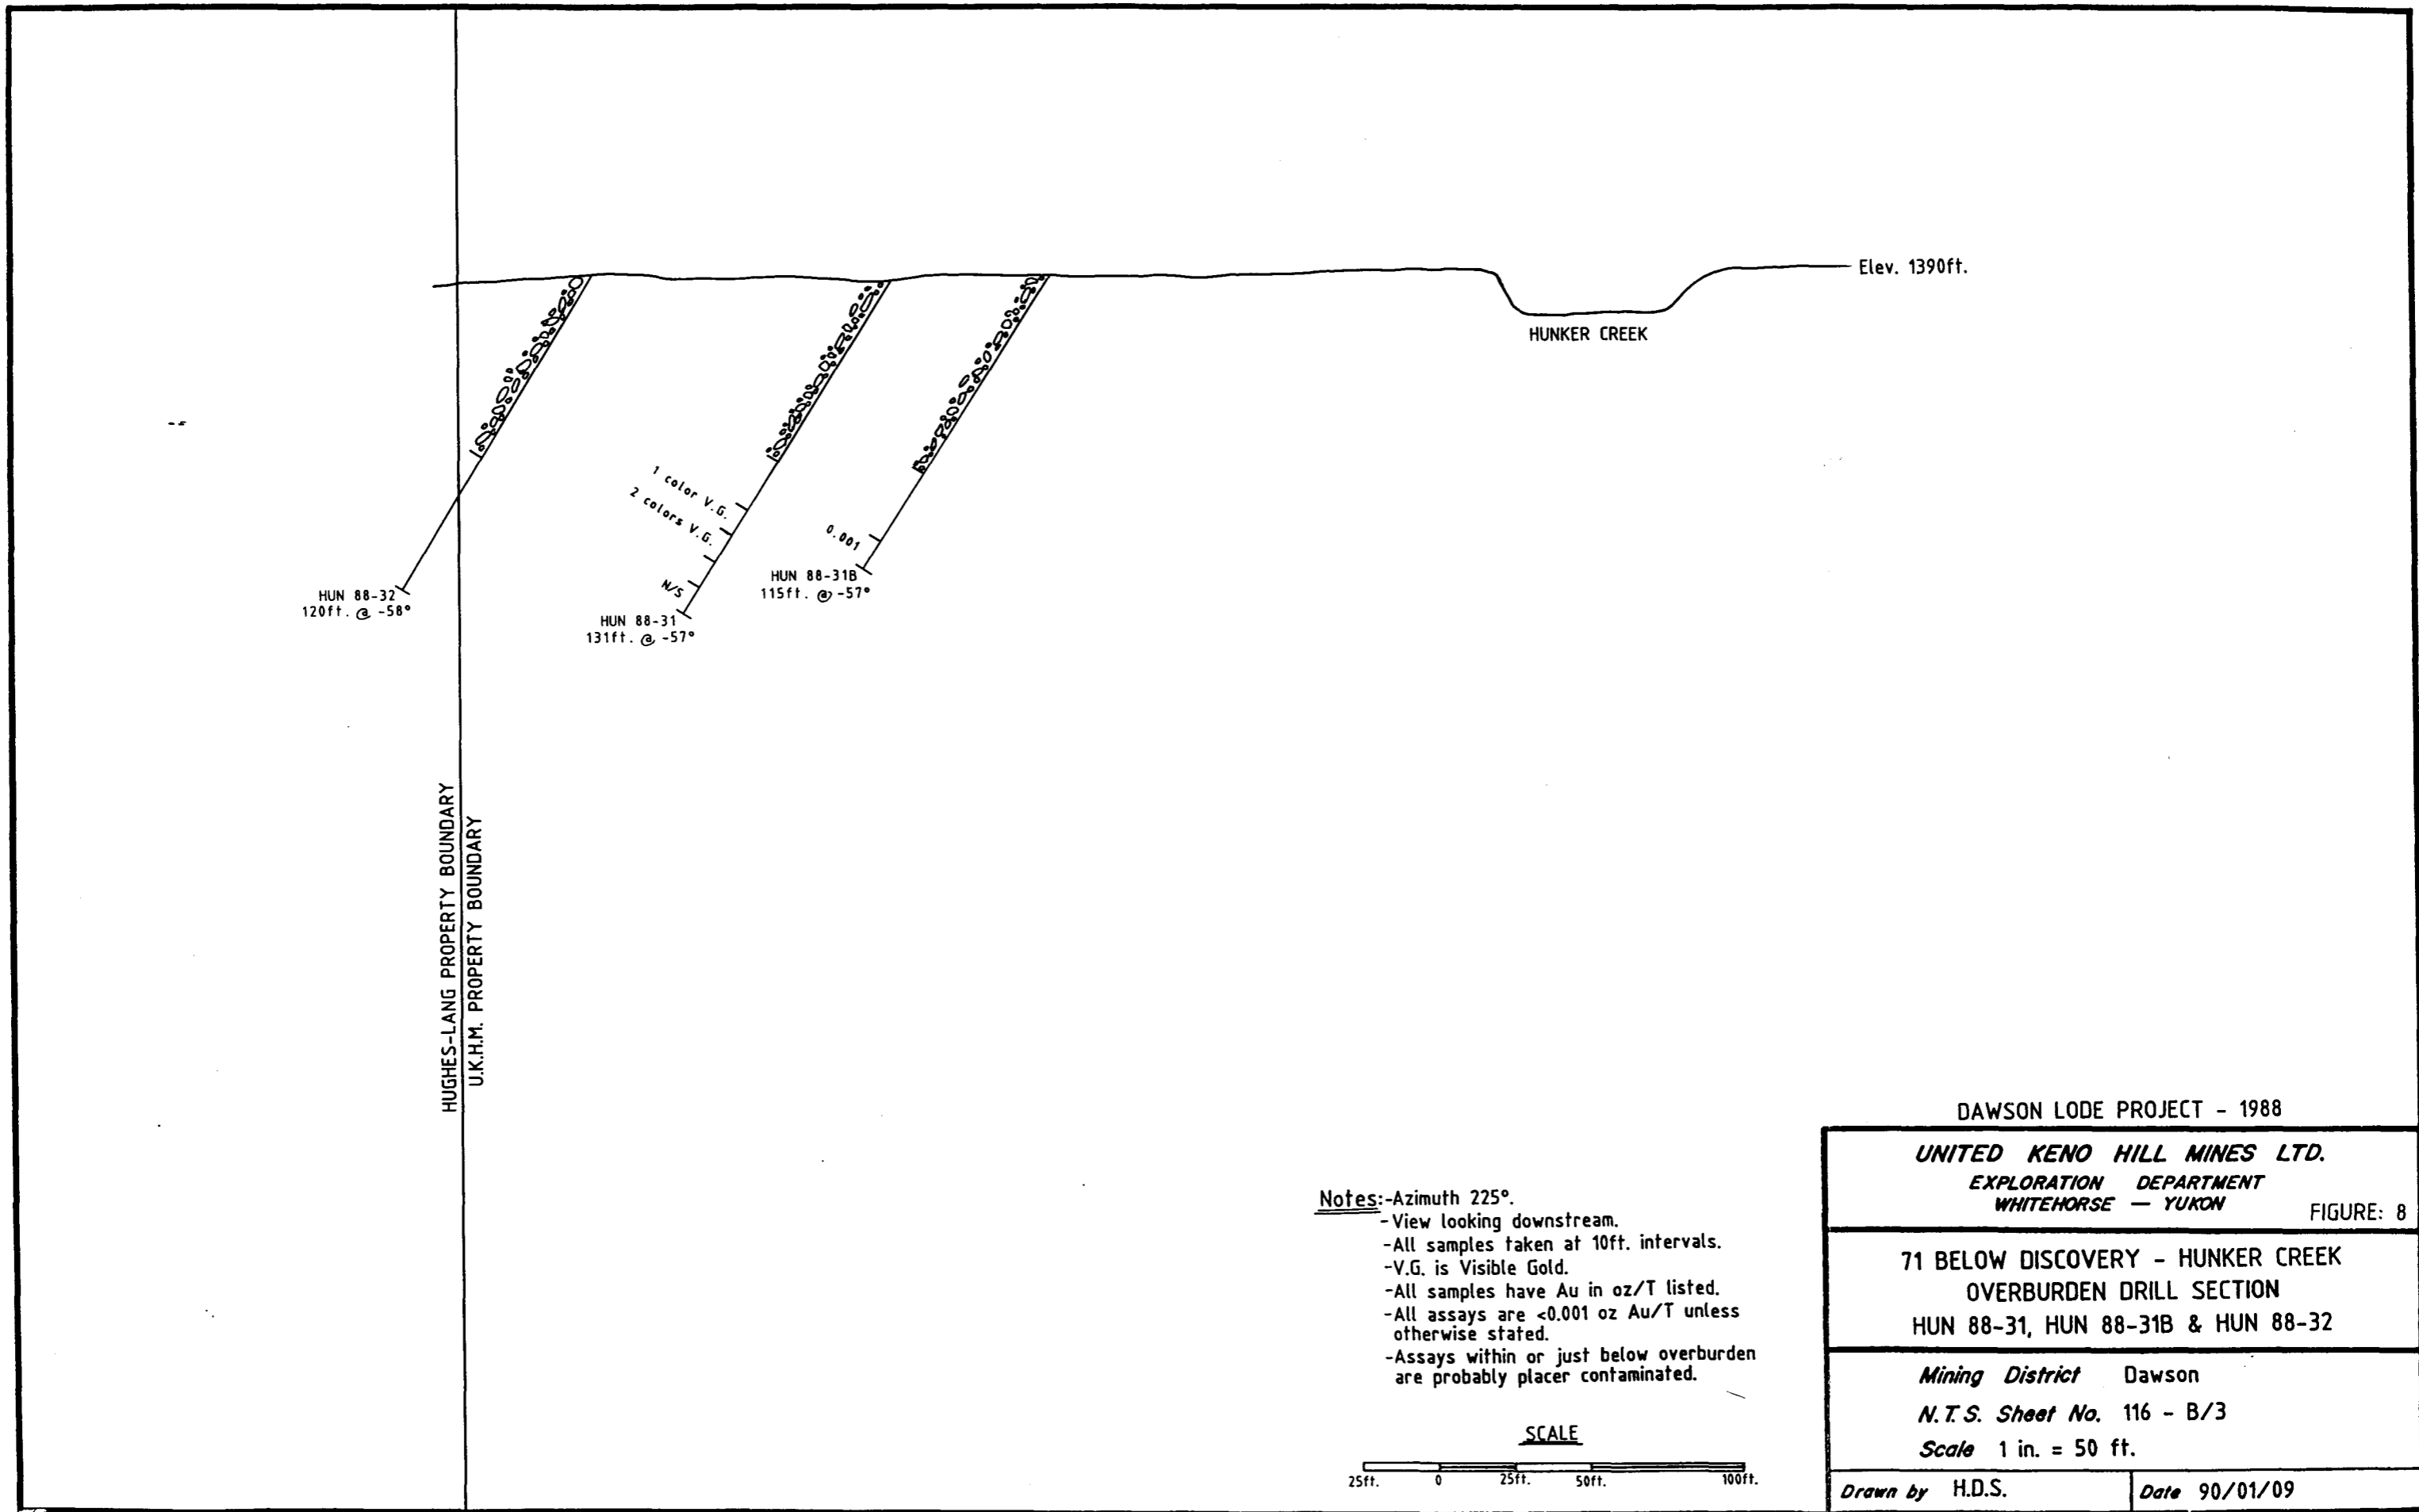 Elev. 1390ft.
HUNKER CREEK
1 color V.G.
2 colors V.G.
N/S
0.001
HUN 88-32
120ft. @ -58°
HUN 88-31
131ft. @ -57°
HUN 88-31B
115ft. @ -57°
HUGHES-LANG PROPERTY BOUNDARY
U.K.H.M. PROPERTY BOUNDARY
Notes:-Azimuth 225°.
-View looking downstream.
-All samples taken at 10ft. intervals.
-V.G. is Visible Gold.
-All samples have Au in oz/T listed.
-All assays are <0.001 oz Au/T unless
otherwise stated.
-Assays within or just below overburden
are probably placer contaminated.
SCALE
25ft. 0 25ft. 50ft. 100ft.
DAWSON LODE PROJECT - 1988
UNITED KENO HILL MINES LTD.
EXPLORATION DEPARTMENT
WHITEHORSE — YUKON
FIGURE: 8
71 BELOW DISCOVERY - HUNKER CREEK
OVERBURDEN DRILL SECTION
HUN 88-31, HUN 88-31B & HUN 88-32
Mining District Dawson
N.T.S. Sheet No. 116 - B/3
Scale 1 in. = 50 ft.
Drawn by H.D.S.
Date 90/01/09